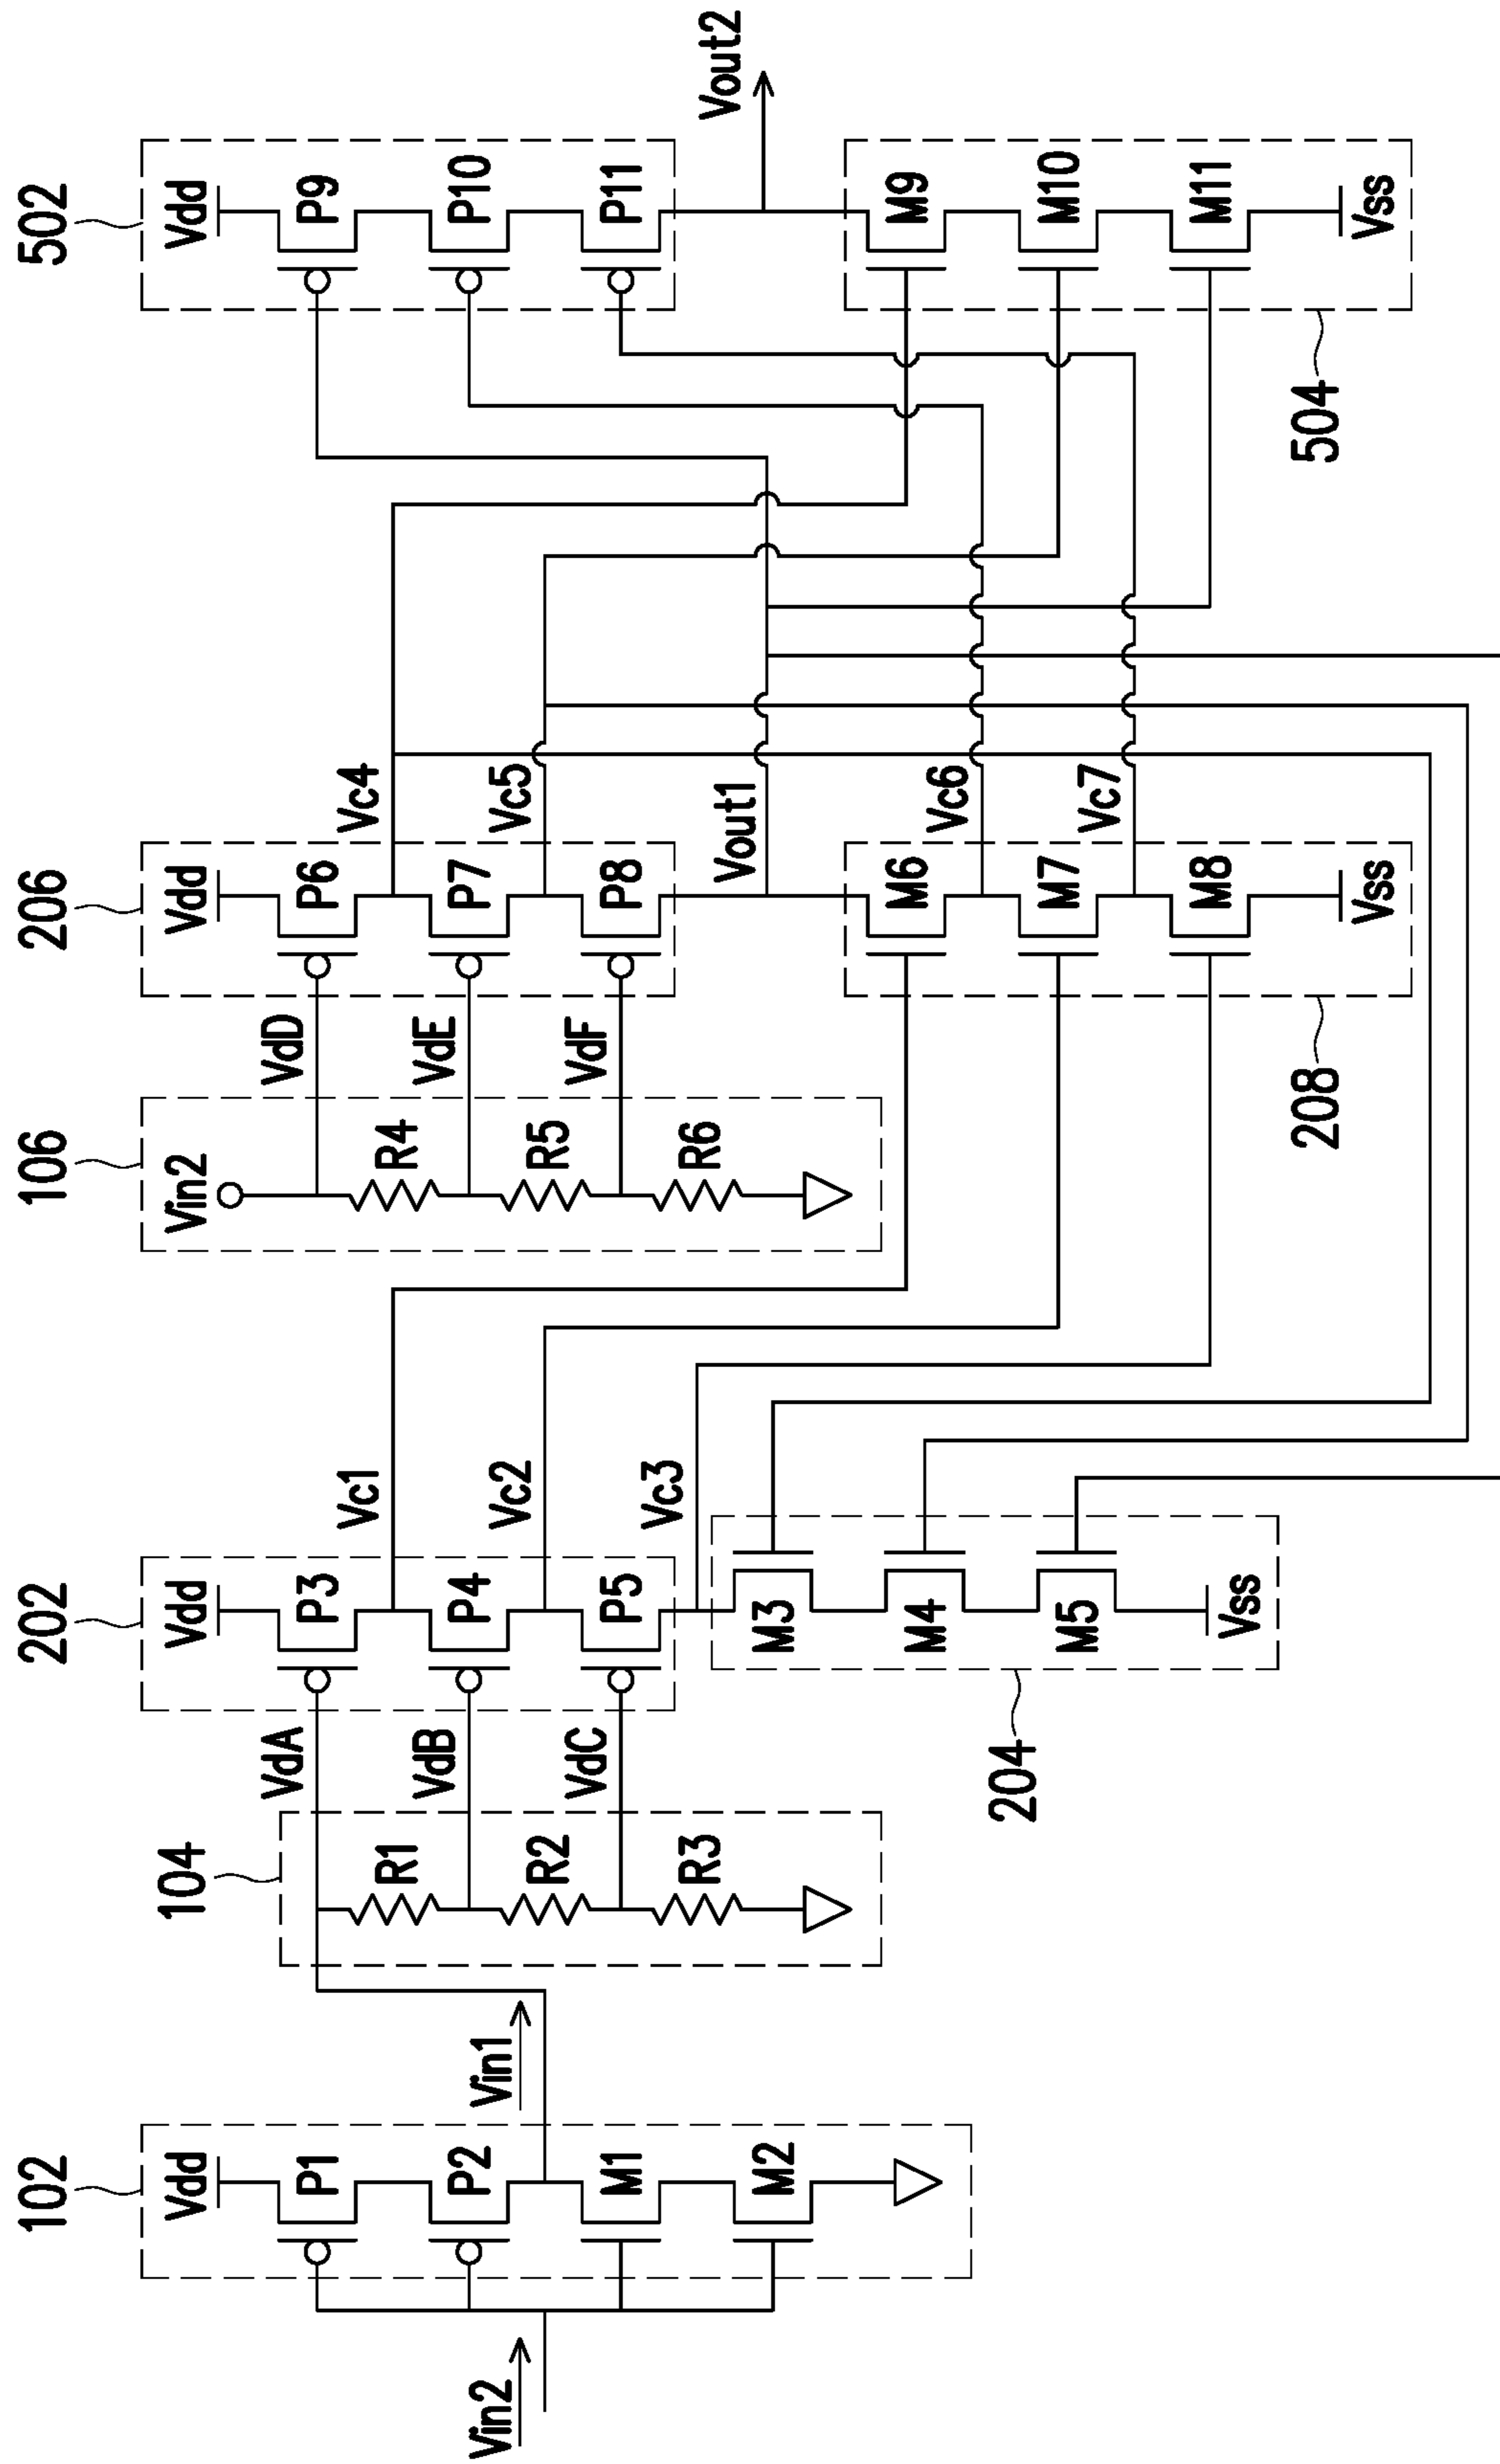 102
Vdd
P1
P2
M1
M2
Vin2
Vin1
104
R1
R2
R3
VdA
VdB
VdC
202
Vdd
P3
P4
P5
Vc1
Vc2
Vc3
M3
M4
M5
Vss
204
106
Vin2
R4
R5
R6
VdD
VdE
VdF
206
Vdd
P6
P7
P8
Vc4
Vc5
Vout1
Vc6
Vc7
M6
M7
M8
Vss
208
502
Vdd
P9
P10
P11
Vout2
M9
M10
M11
Vss
504